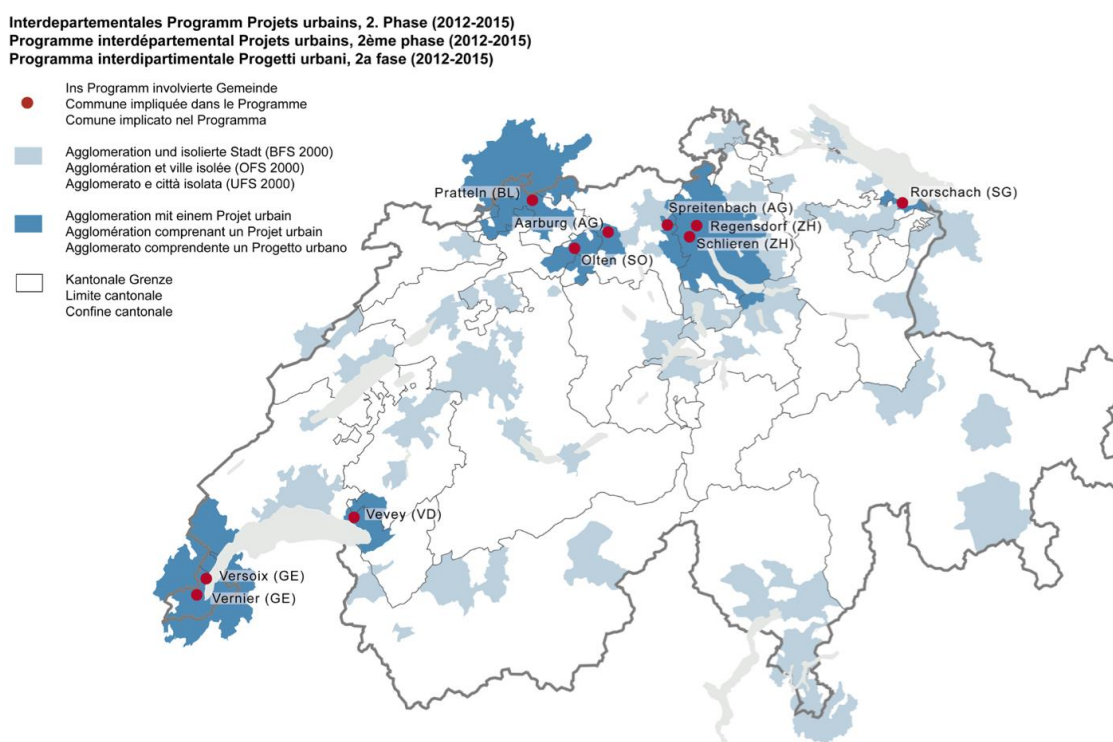 Interdepartementales Programm Projets urbains, 2. Phase (2012-2015)
Programme interdépartemental Projets urbains, 2ème phase (2012-2015)
Programma interdipartimentale Progetti urbani, 2a fase (2012-2015)
Ins Programm involvierte Gemeinde
Commune impliquée dans le Programme
Comune implicato nel Programma
Agglomeration und isolierte Stadt (BFS 2000)
Agglomération et ville isolée (OFS 2000)
Agglomerato e città isolata (UFS 2000)
Agglomeration mit einem Projet urbain
Agglomération comprenant un Projet urbain
Agglomerato comprendente un Progetto urbano
Kantonale Grenze
Limite cantonale
Confine cantonale
Pratteln (BL)
Rorschach (SG)
Spreitenbach (AG)
Aarburg (AG)
Regensdorf (ZH)
Schlieren (ZH)
Olten (SO)
Vevey (VD)
Versoix (GE)
Vernier (GE)